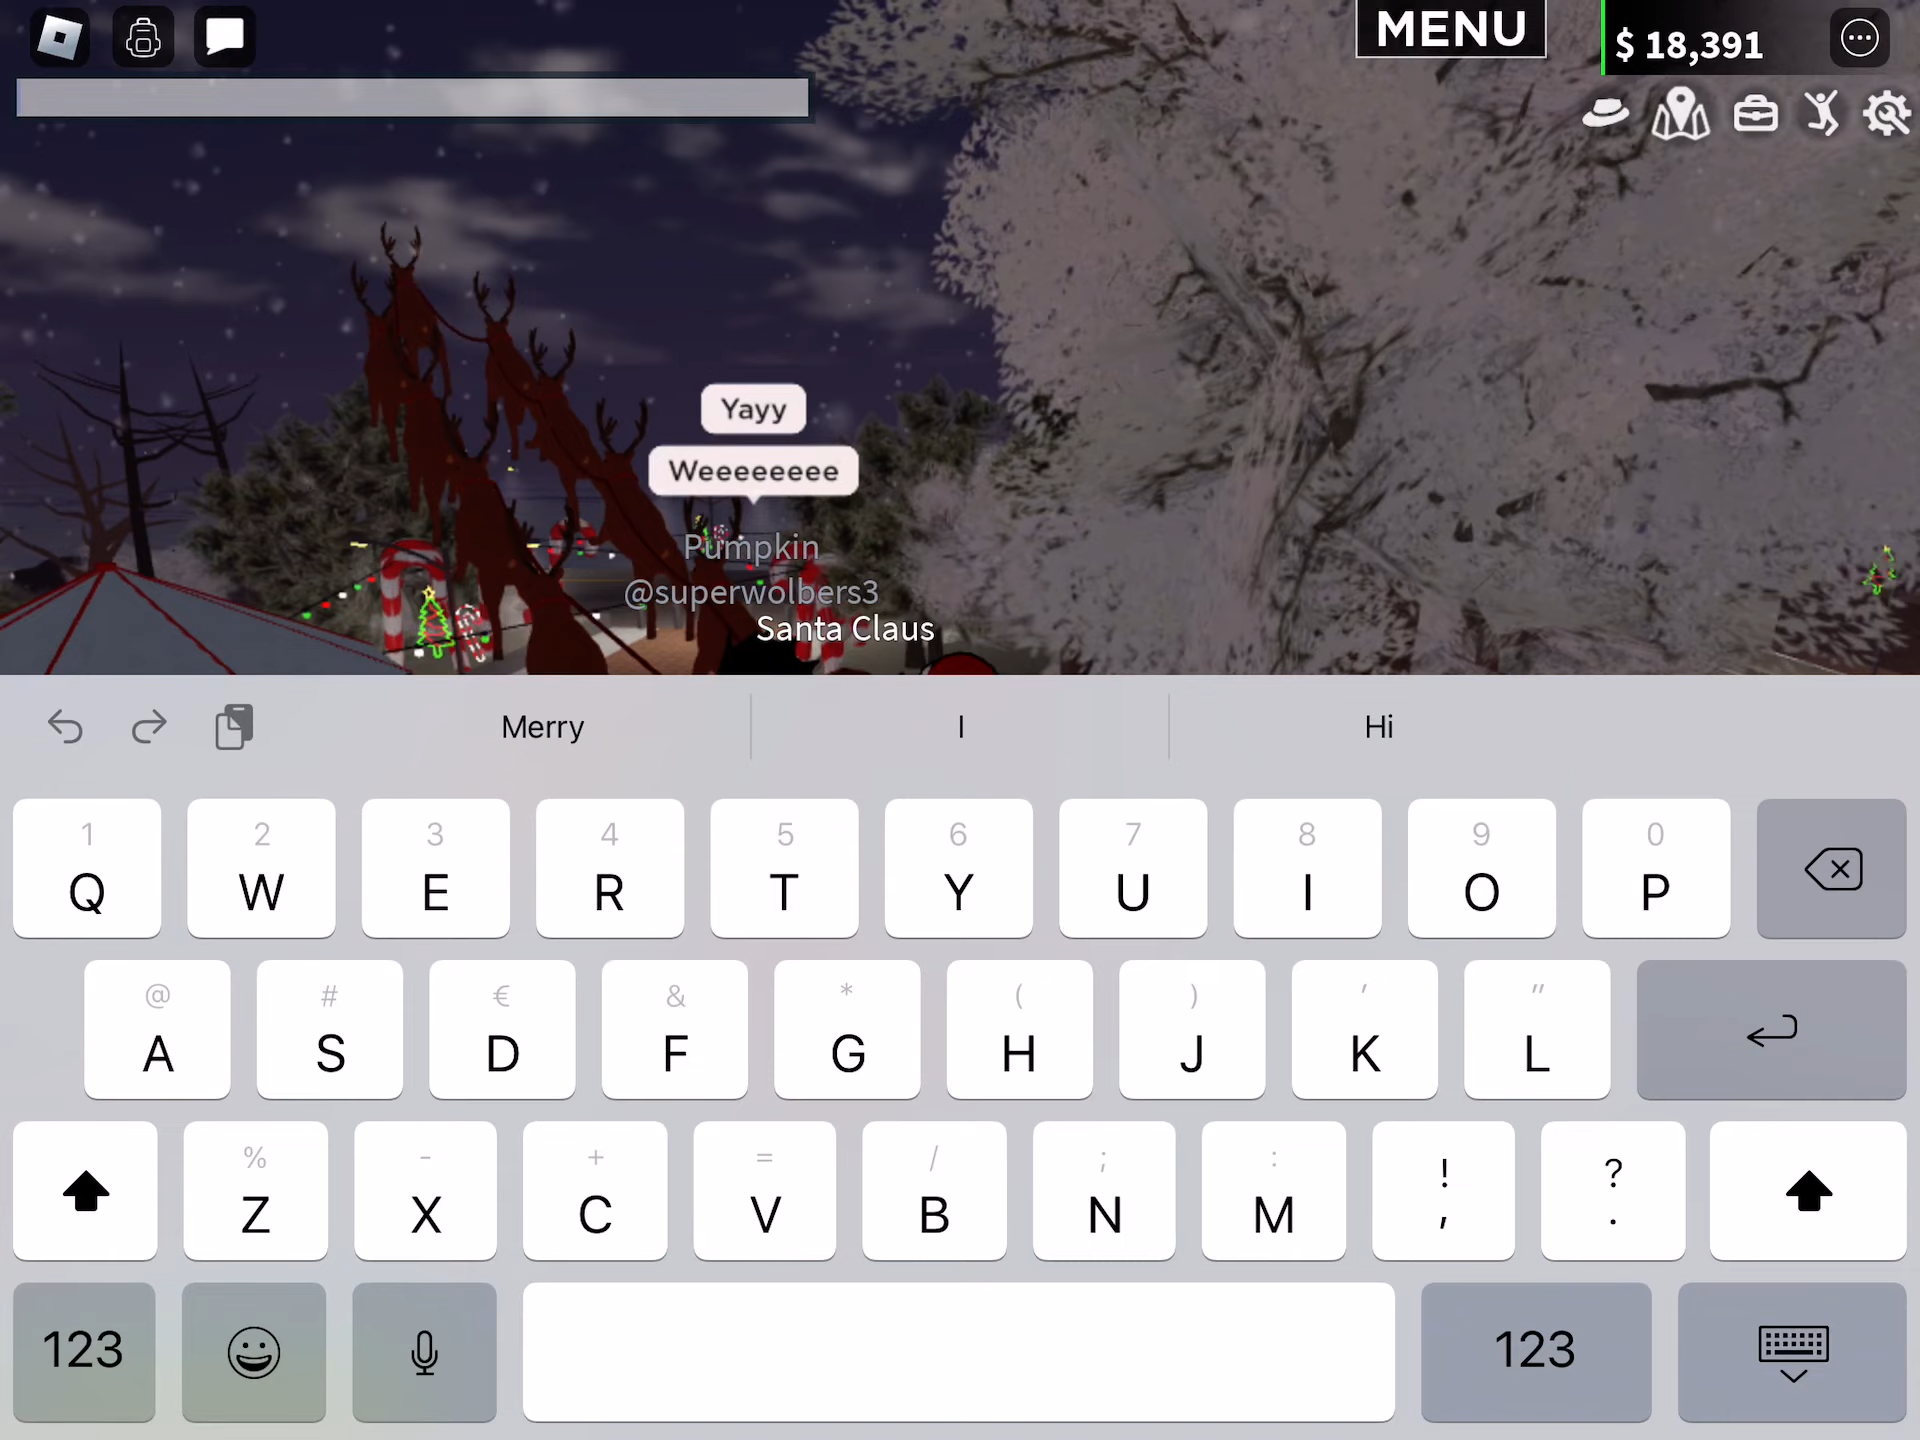 MENU
$ 18,391
Yayy
Weeeeeeee
Pumpkin
@superwolbers3
Santa Claus
Merry
I
Hi
1 2 3 4 5 6 7 8 9 0
Q W E R T Y U I O P
@ # € & * ( ) ' "
A S D F G H J K L
% - + = / ; : ! ?
Z X C V B N M , .
123
123